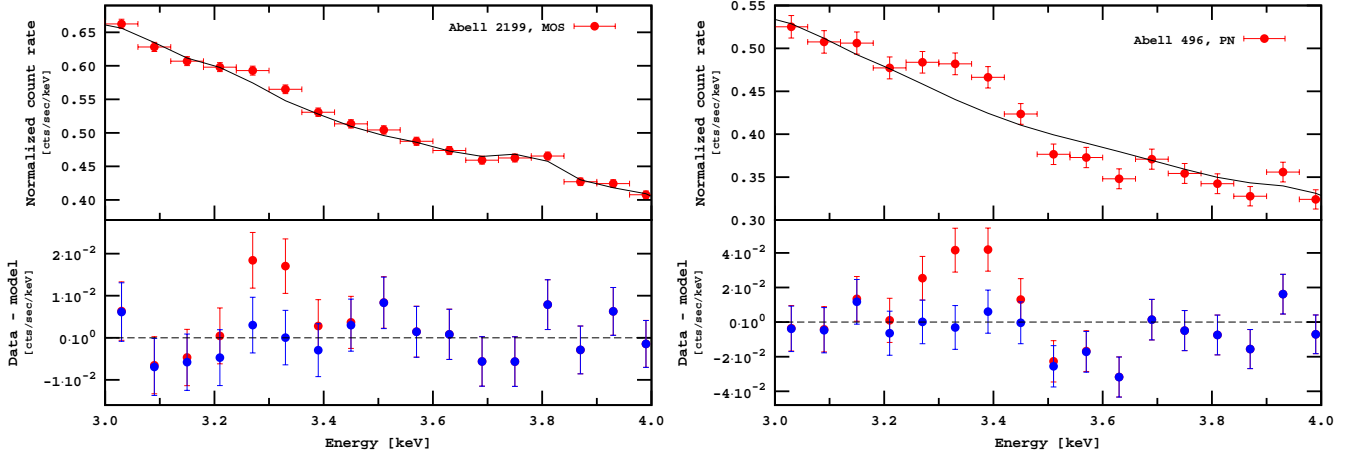 Normalized count rate
[cts/sec/keV]
0.65
0.60
0.55
0.50
0.45
0.40
Abell 2199, MOS
Data - model
[cts/sec/keV]
2·10⁻²
1·10⁻²
0·10⁰
-1·10⁻²
3.0 3.2 3.4 3.6 3.8 4.0
Energy [keV]
Normalized count rate
[cts/sec/keV]
0.55
0.50
0.45
0.40
0.35
0.30
Abell 496, PN
Data - model
[cts/sec/keV]
4·10⁻²
2·10⁻²
0·10⁰
-2·10⁻²
-4·10⁻²
3.0 3.2 3.4 3.6 3.8 4.0
Energy [keV]